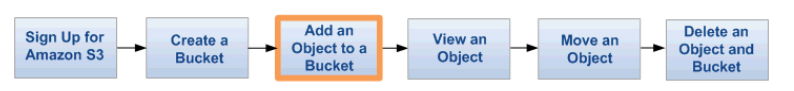 Sign Up for
Amazon S3
Create a
Bucket
Add an
Object to a
Bucket
View an
Object
Move an
Object
Delete an
Object and
Bucket